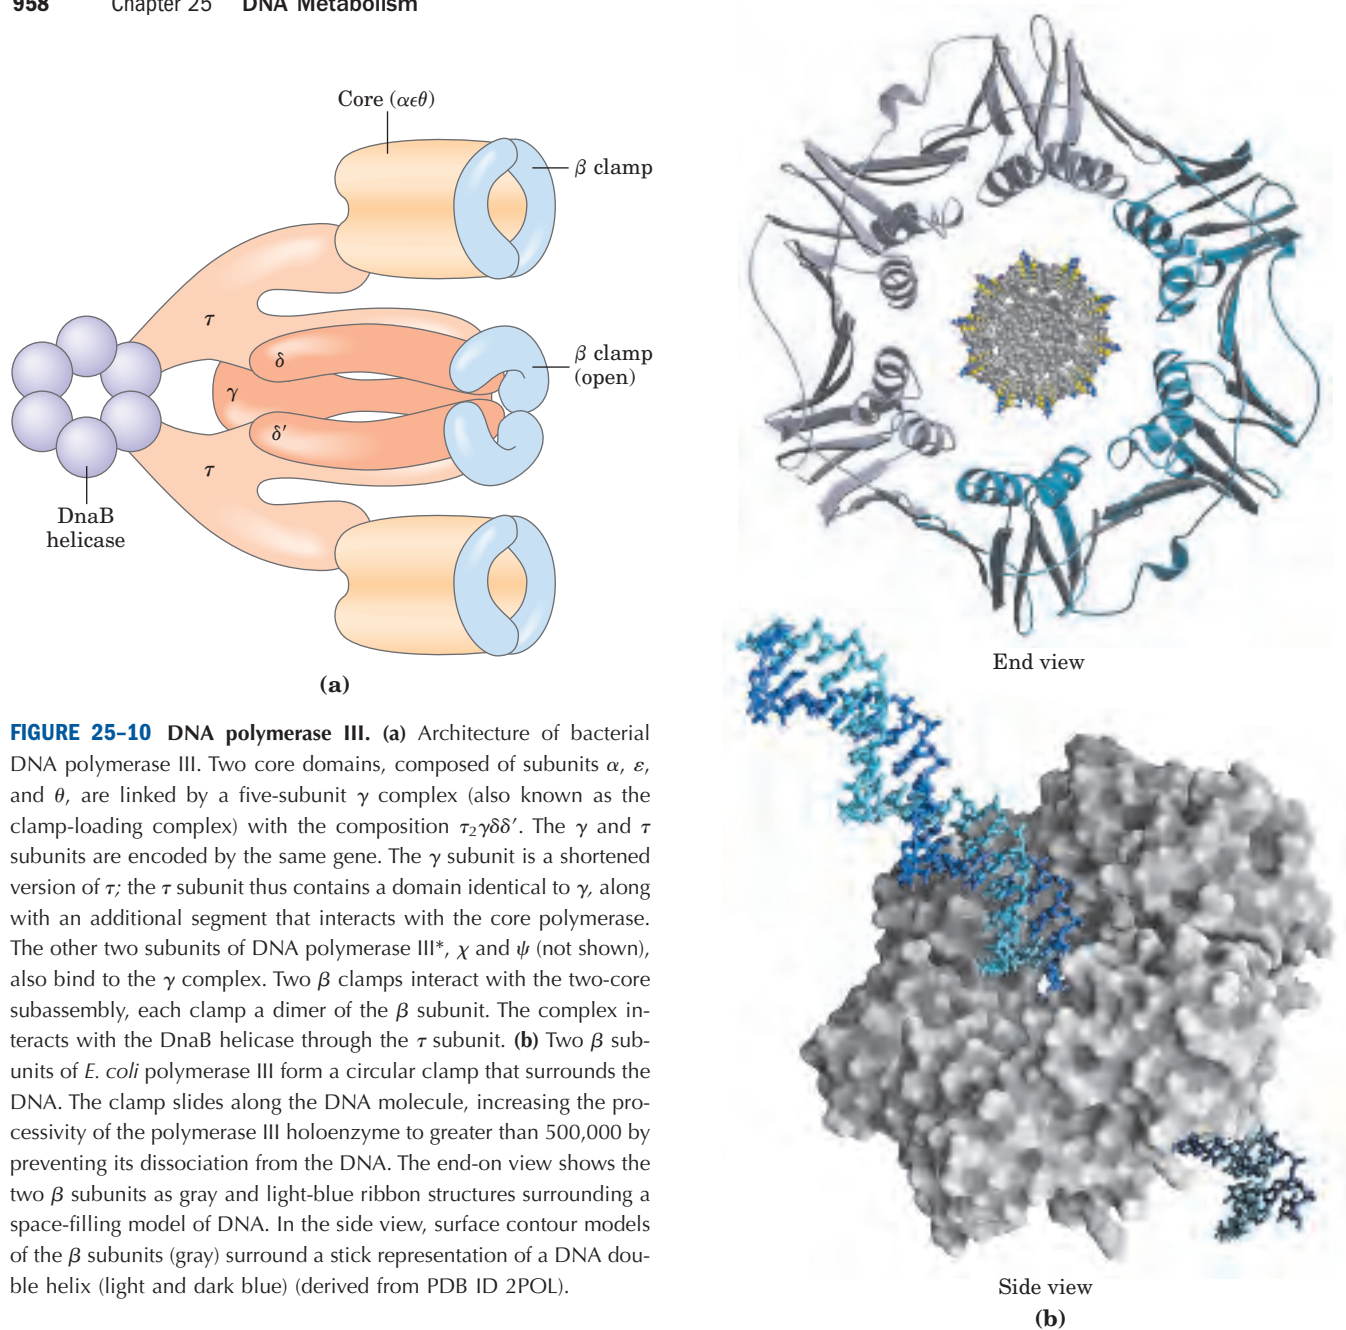 958 Chapter 25 DNA Metabolism
Core (αϵθ)
β clamp
τ
δ
β clamp
(open)
γ
δ′
τ
DnaB
helicase
(a)
End view
FIGURE 25–10 DNA polymerase III. (a) Architecture of bacterial
DNA polymerase III. Two core domains, composed of subunits α, ε,
and θ, are linked by a five-subunit γ complex (also known as the
clamp-loading complex) with the composition τ₂γδδ′. The γ and τ
subunits are encoded by the same gene. The γ subunit is a shortened
version of τ; the τ subunit thus contains a domain identical to γ, along
with an additional segment that interacts with the core polymerase.
The other two subunits of DNA polymerase III*, χ and ψ (not shown),
also bind to the γ complex. Two β clamps interact with the two-core
subassembly, each clamp a dimer of the β subunit. The complex in-
teracts with the DnaB helicase through the τ subunit. (b) Two β sub-
units of E. coli polymerase III form a circular clamp that surrounds the
DNA. The clamp slides along the DNA molecule, increasing the pro-
cessivity of the polymerase III holoenzyme to greater than 500,000 by
preventing its dissociation from the DNA. The end-on view shows the
two β subunits as gray and light-blue ribbon structures surrounding a
space-filling model of DNA. In the side view, surface contour models
of the β subunits (gray) surround a stick representation of a DNA dou-
ble helix (light and dark blue) (derived from PDB ID 2POL).
Side view
(b)